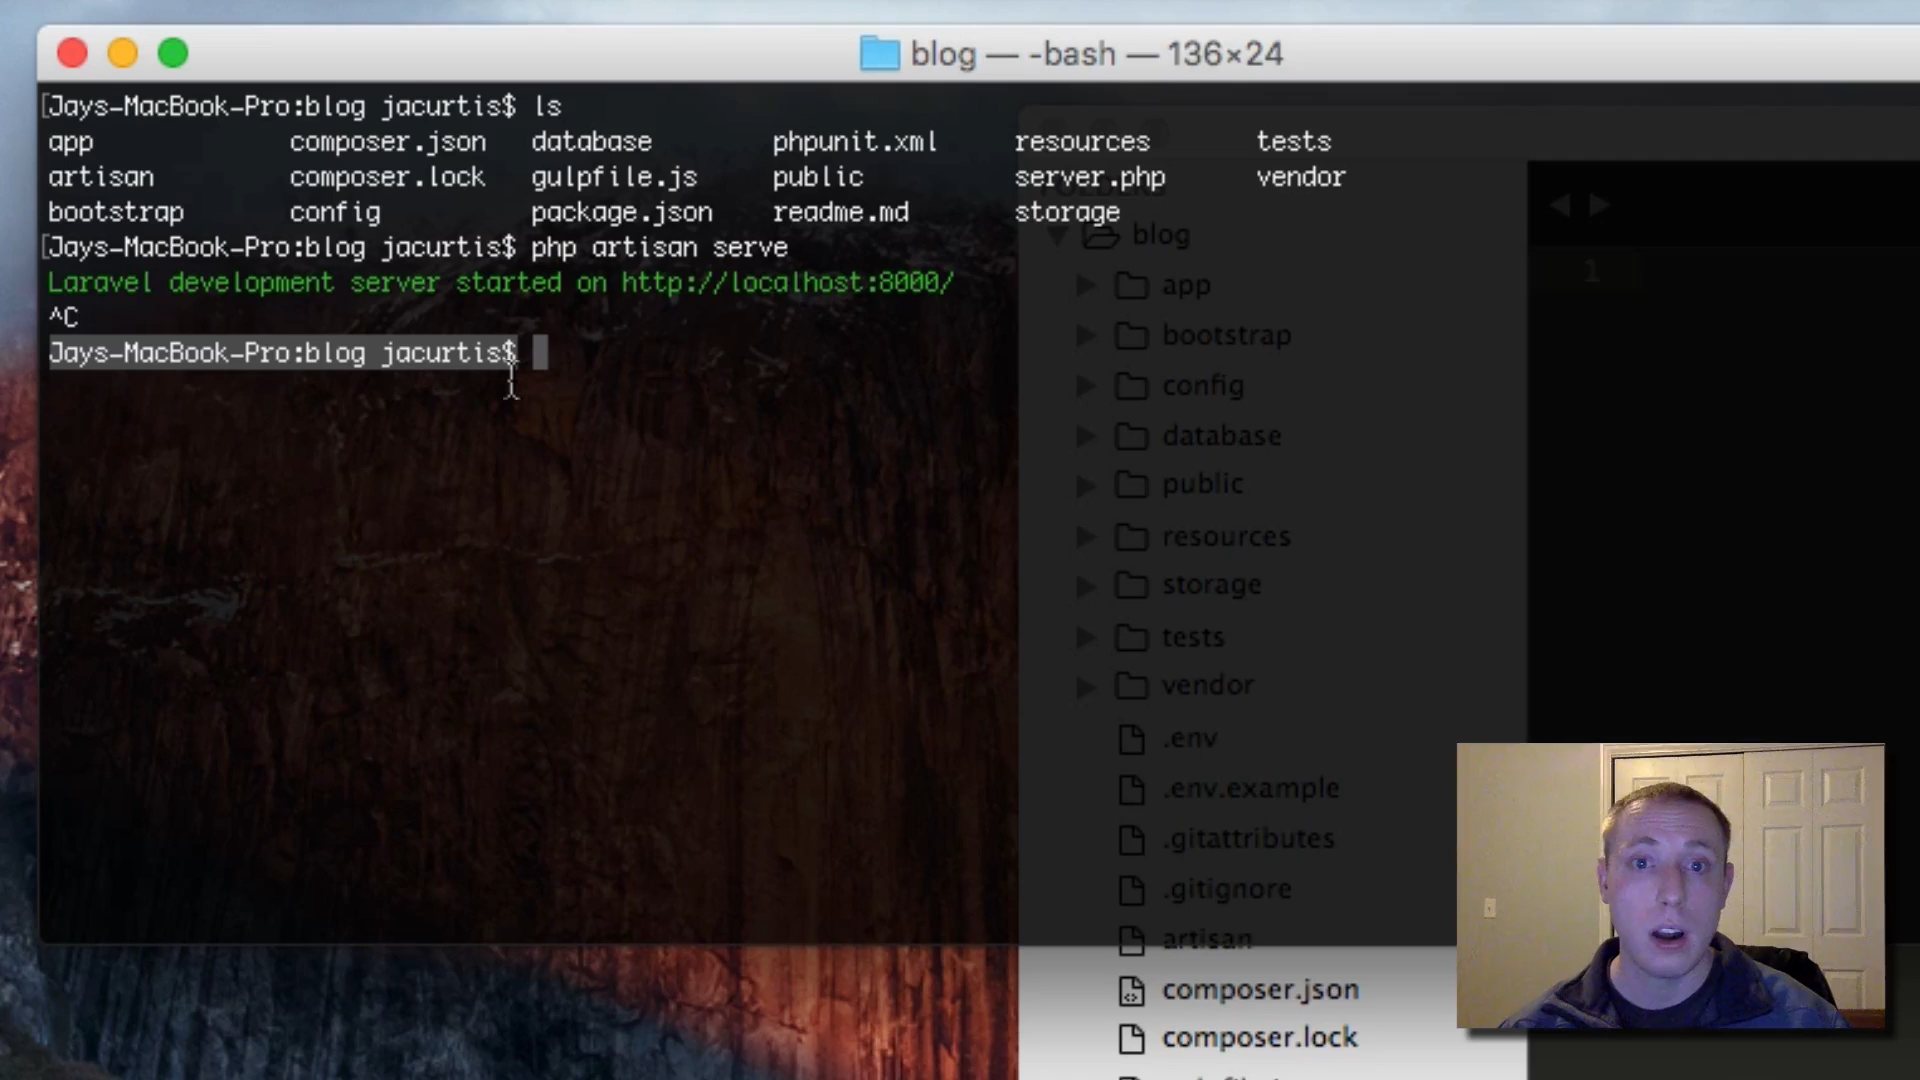 blog — -bash — 136×24
[Jays-MacBook-Pro:blog jacurtis$ ls
app composer.json database phpunit.xml resources tests
artisan composer.lock gulpfile.js public server.php vendor
bootstrap config package.json readme.md storage
[Jays-MacBook-Pro:blog jacurtis$ php artisan serve
Laravel development server started on http://localhost:8000/
^C
Jays-MacBook-Pro:blog jacurtis$
blog
app
bootstrap
config
database
public
resources
storage
tests
vendor
.env
.env.example
.gitattributes
.gitignore
artisan
composer.json
composer.lock
1